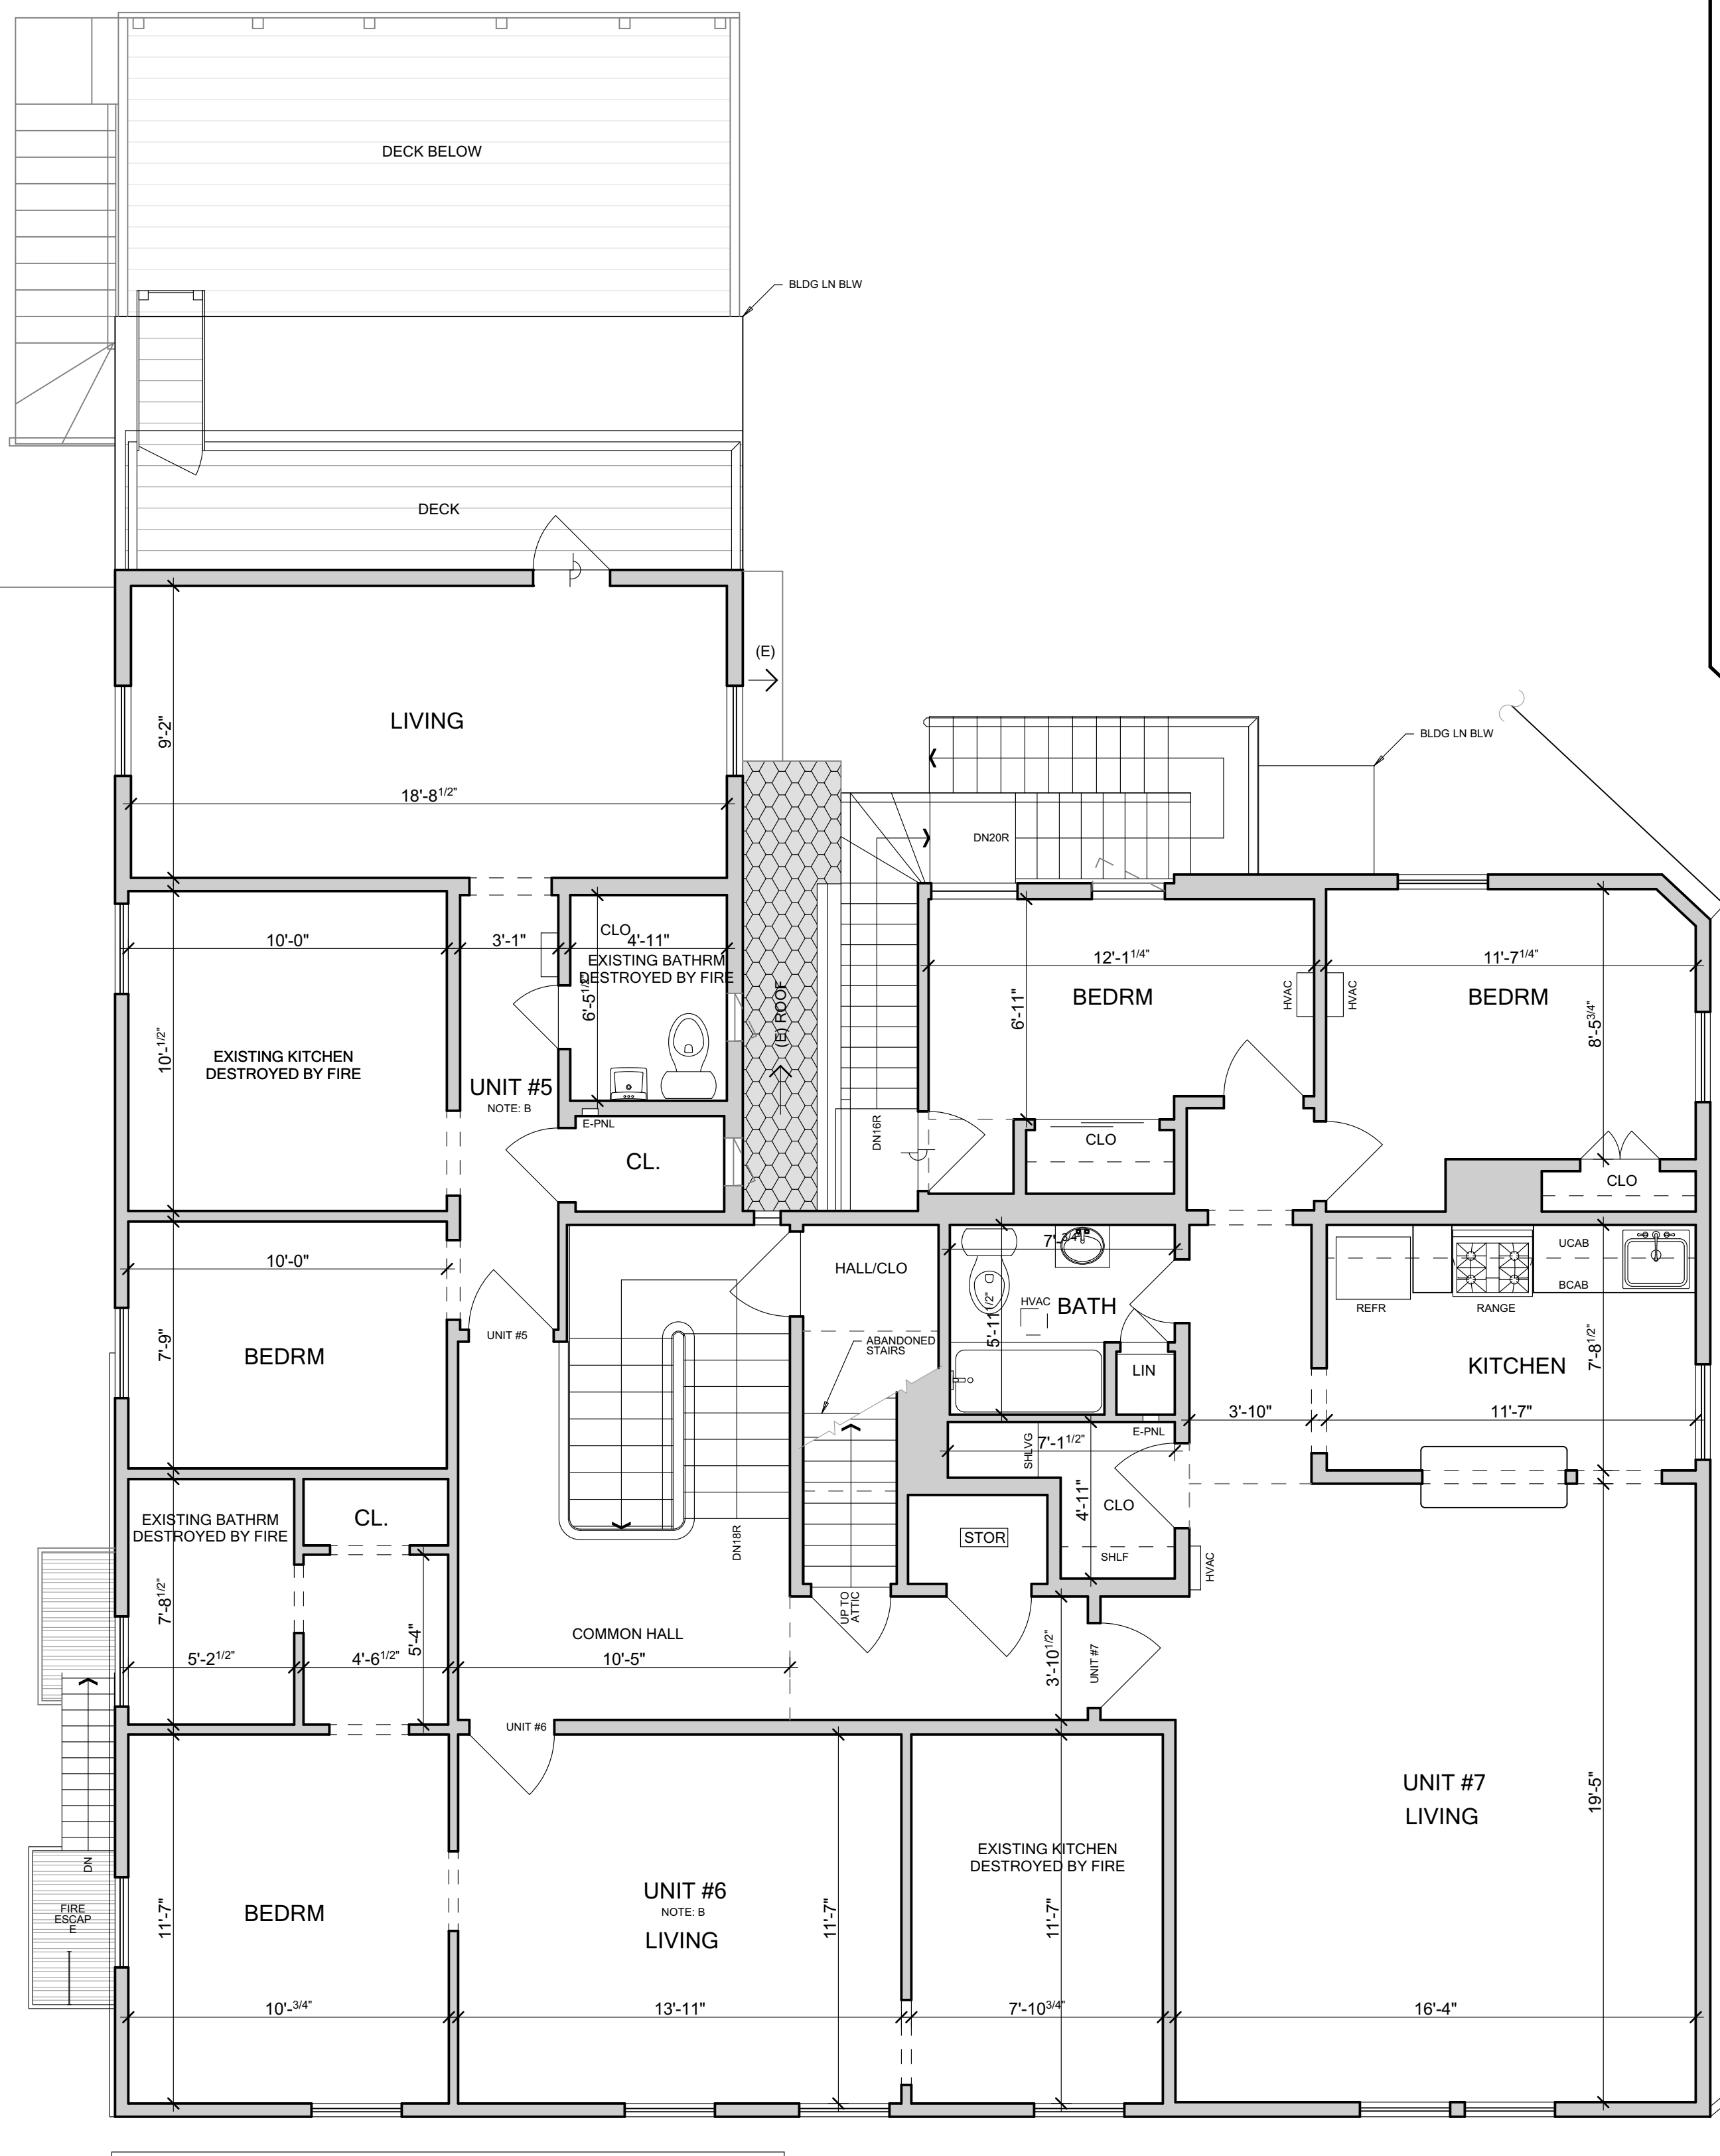 DECK BELOW
BLDG LN BLW
DECK
(E)
LIVING
9'-2"
18'-8 1/2"
BLDG LN BLW
DN20R
10'-0"
3'-1"
CLO
4'-11"
EXISTING BATHRM
DESTROYED BY FIRE
6'-5 1/2"
(E) ROOF
10'-1/2"
EXISTING KITCHEN
DESTROYED BY FIRE
UNIT #5
NOTE: B
E-PNL
CL.
DN16R
12'-1 1/4"
BEDRM
6'-11"
HVAC
HVAC
11'-7 1/4"
BEDRM
8'-5 3/4"
CLO
CLO
10'-0"
7'-9"
BEDRM
UNIT #5
HALL/CLO
ABANDONED
STAIRS
7'-3/4"
5'-11 1/2"
HVAC
BATH
LIN
E-PNL
UCAB
BCAB
REFR
RANGE
KITCHEN
7'-8 1/2"
3'-10"
11'-7"
SHLVG
7'-1 1/2"
4'-11"
CLO
SHLF
HVAC
STOR
EXISTING BATHRM
DESTROYED BY FIRE
CL.
7'-8 1/2"
5'-2 1/2"
4'-6 1/2"
5'-4"
DN18R
UP TO
ATTIC
COMMON HALL
10'-5"
3'-10 1/2"
UNIT #7
UNIT #6
DN
FIRE
ESCAP
E
11'-7"
BEDRM
10'-3/4"
UNIT #6
NOTE: B
LIVING
11'-7"
13'-11"
EXISTING KITCHEN
DESTROYED BY FIRE
11'-7"
7'-10 3/4"
UNIT #7
LIVING
19'-5"
16'-4"